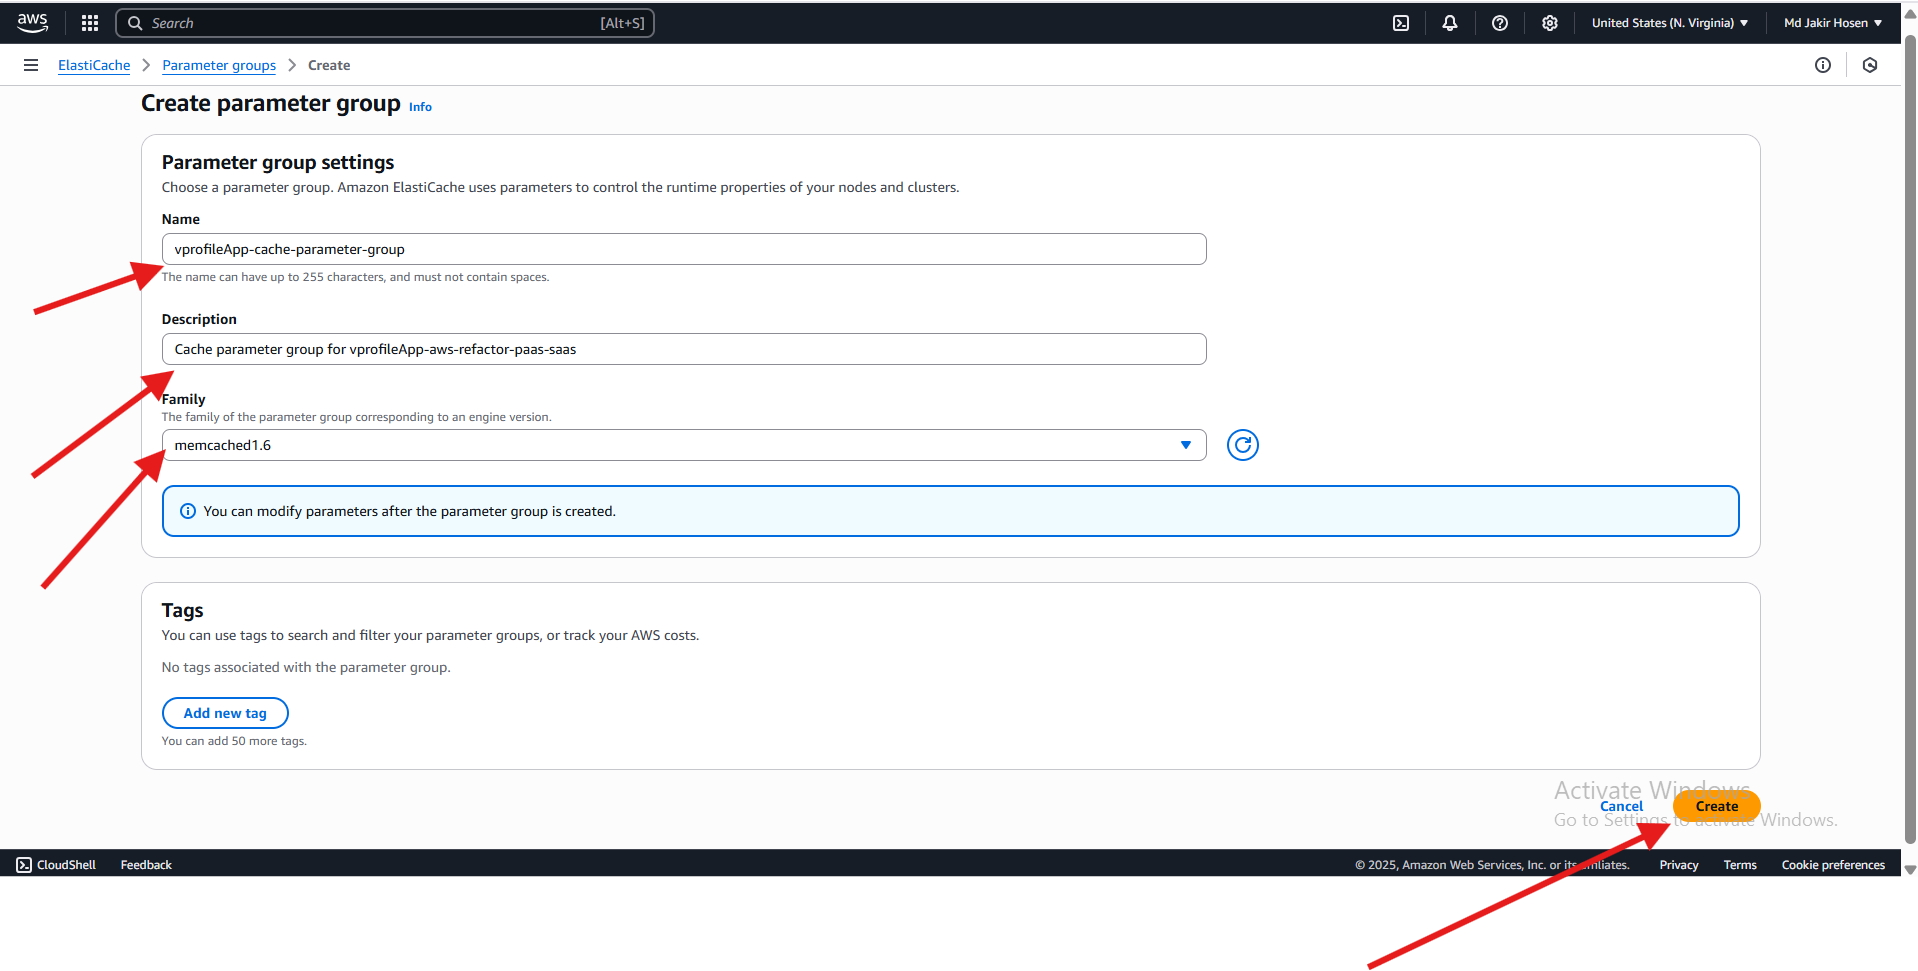 aws
Search [Alt+S]
United States (N. Virginia)
Md Jakir Hosen
ElastiCache
Parameter groups
Create
Create parameter group Info
Parameter group settings
Choose a parameter group. Amazon ElastiCache uses parameters to control the runtime properties of your nodes and clusters.
Name
vprofileApp-cache-parameter-group
The name can have up to 255 characters, and must not contain spaces.
Description
Cache parameter group for vprofileApp-aws-refactor-paas-saas
Family
The family of the parameter group corresponding to an engine version.
memcached1.6
You can modify parameters after the parameter group is created.
Tags
You can use tags to search and filter your parameter groups, or track your AWS costs.
No tags associated with the parameter group.
Add new tag
You can add 50 more tags.
Activate Windows
Cancel
Create
Go to Settings to activate Windows.
CloudShell
Feedback
© 2025, Amazon Web Services, Inc. or its affiliates.
Privacy
Terms
Cookie preferences